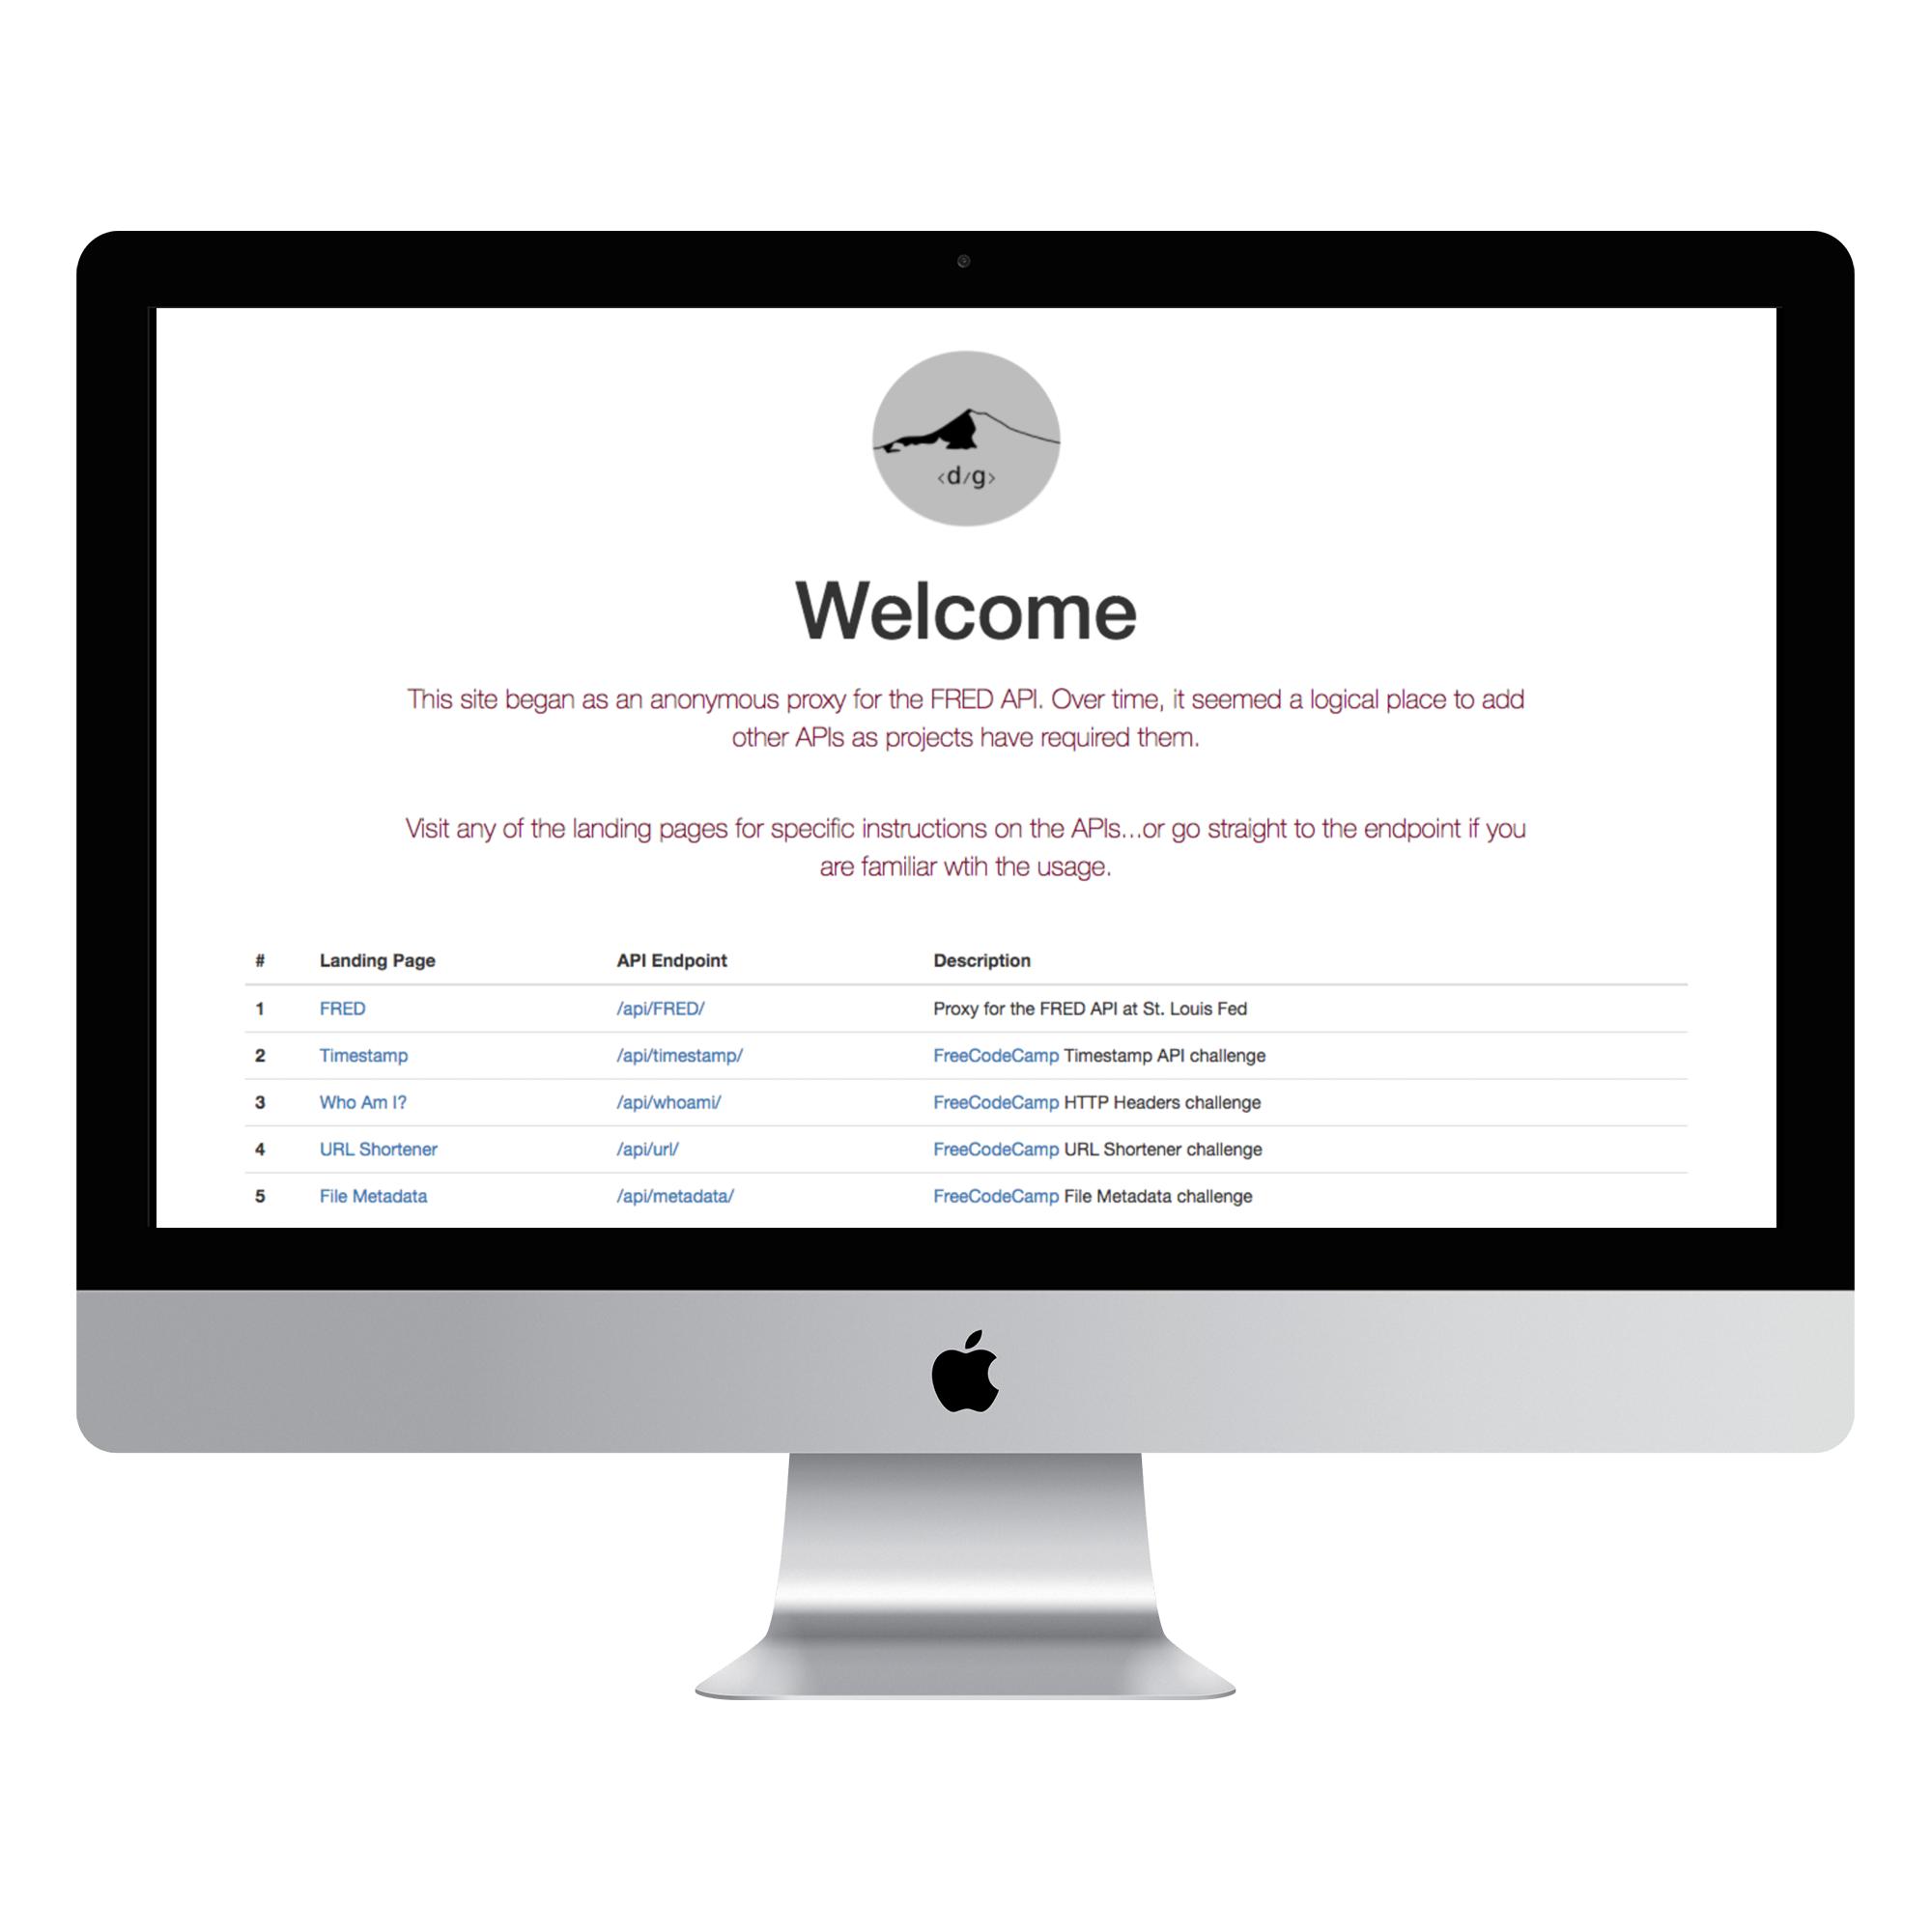 <d/g>
Welcome
This site began as an anonymous proxy for the FRED API. Over time, it seemed a logical place to add
other APIs as projects have required them.
Visit any of the landing pages for specific instructions on the APIs...or go straight to the endpoint if you
are familiar wtih the usage.
# Landing Page API Endpoint Description
1 FRED /api/FRED/ Proxy for the FRED API at St. Louis Fed
2 Timestamp /api/timestamp/ FreeCodeCamp Timestamp API challenge
3 Who Am I? /api/whoami/ FreeCodeCamp HTTP Headers challenge
4 URL Shortener /api/url/ FreeCodeCamp URL Shortener challenge
5 File Metadata /api/metadata/ FreeCodeCamp File Metadata challenge